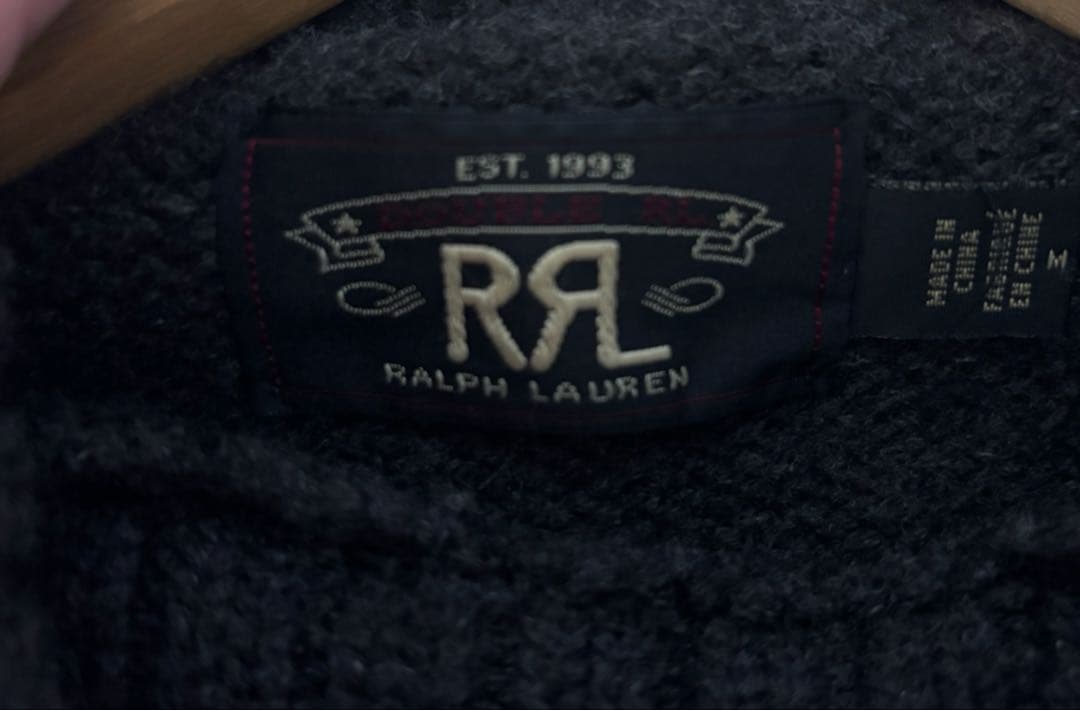 EST. 1993
DOUBLE RL
RRL
RALPH LAUREN
MADE IN
CHINA
FABRIQUÉ
EN CHINE
M